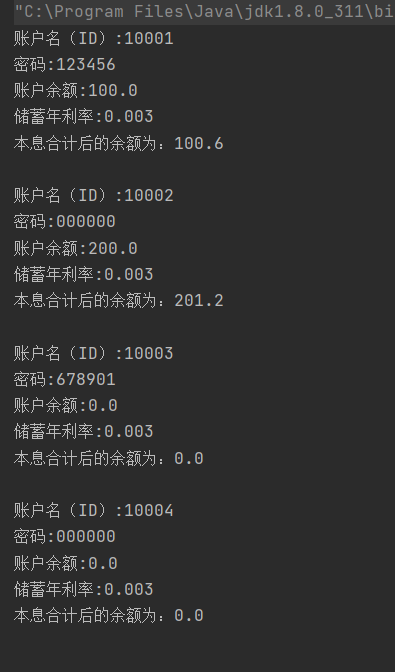 "C:\Program Files\Java\jdk1.8.0_311\bi
账户名（ID）:10001
密码:123456
账户余额:100.0
储蓄年利率:0.003
本息合计后的余额为：100.6
账户名（ID）:10002
密码:000000
账户余额:200.0
储蓄年利率:0.003
本息合计后的余额为：201.2
账户名（ID）:10003
密码:678901
账户余额:0.0
储蓄年利率:0.003
本息合计后的余额为：0.0
账户名（ID）:10004
密码:000000
账户余额:0.0
储蓄年利率:0.003
本息合计后的余额为：0.0